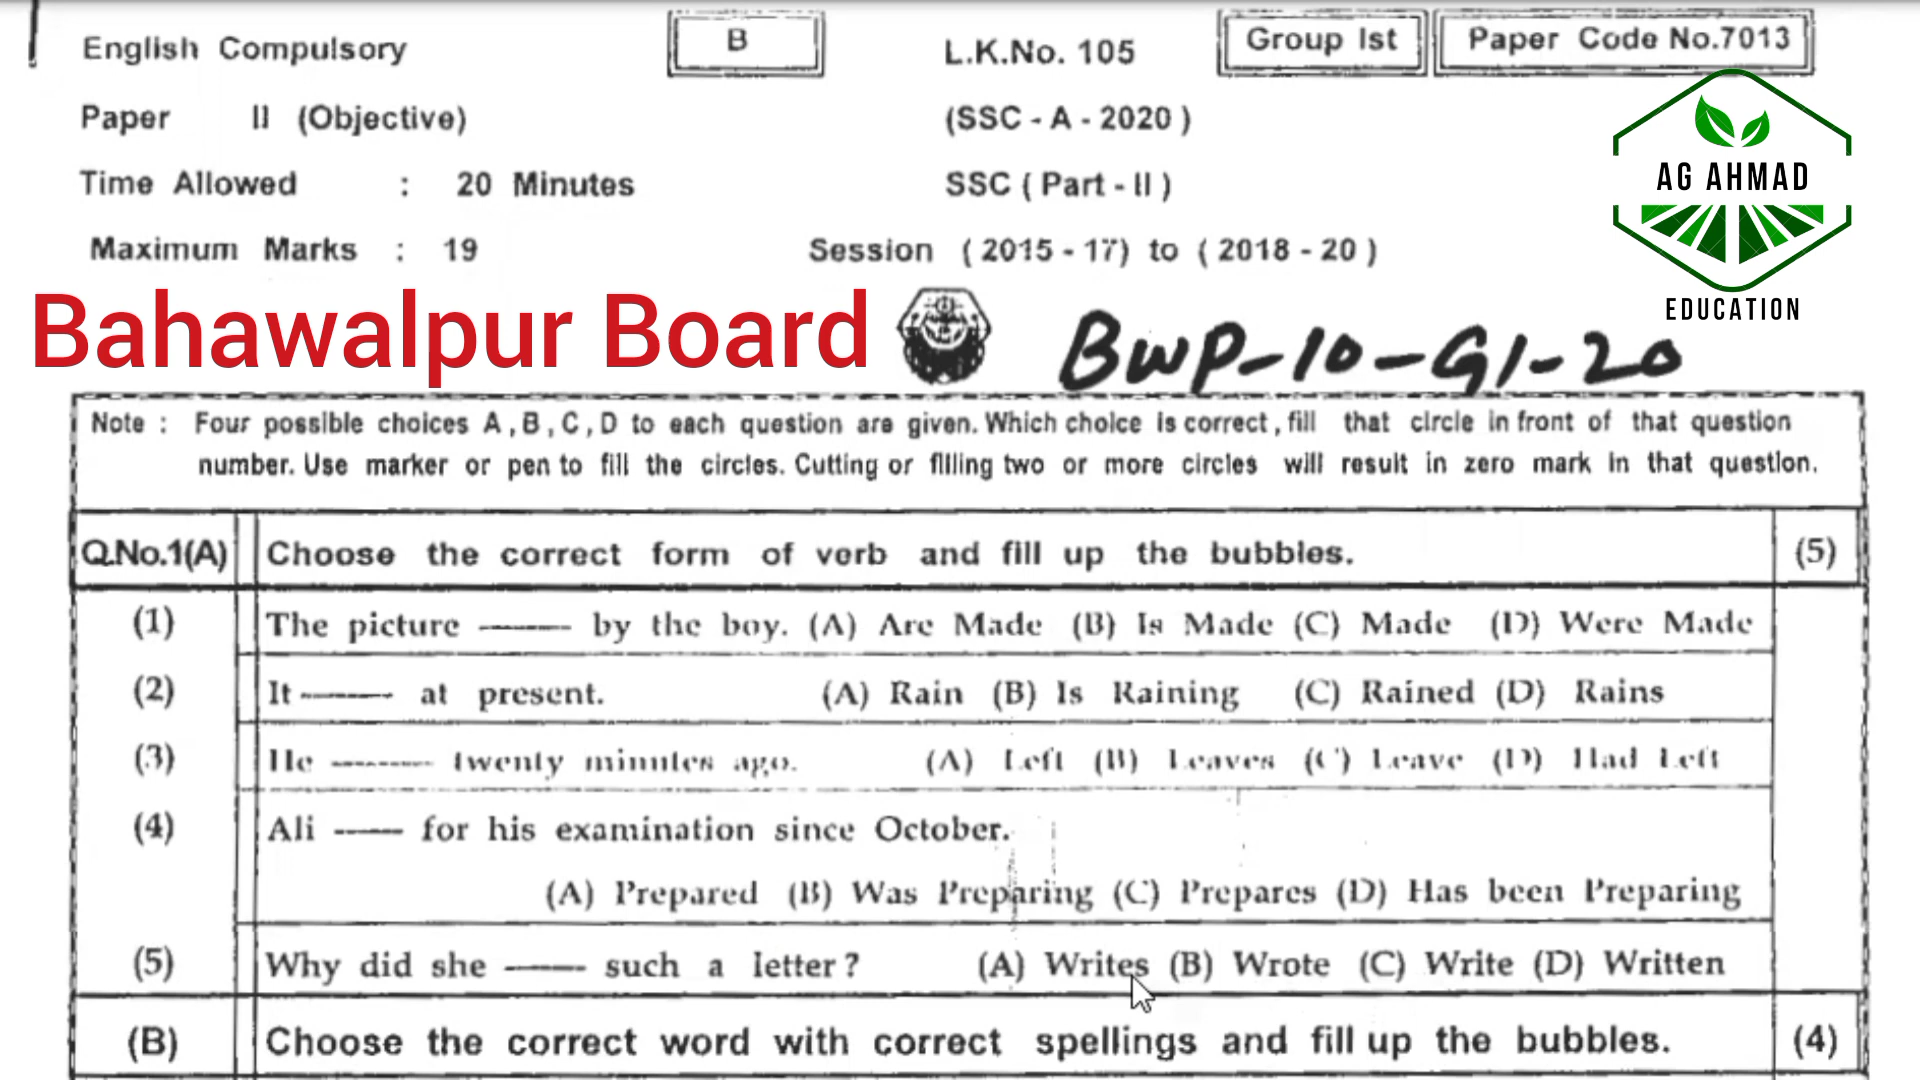 English Compulsory
B
L.K.No. 105
Group Ist
Paper Code No.7013
Paper II (Objective)
(SSC - A - 2020 )
Time Allowed : 20 Minutes
SSC ( Part - II )
Maximum Marks : 19
Session ( 2015 - 17) to ( 2018 - 20 )
AG AHMAD
EDUCATION
Bahawalpur Board
BWP-10-G1-20
Note : Four possible choices A , B , C , D to each question are given. Which choice is correct , fill that circle in front of that question
number. Use marker or pen to fill the circles. Cutting or filling two or more circles will result in zero mark in that question.
Q.No.1(A) Choose the correct form of verb and fill up the bubbles. (5)
(1) The picture ——— by the boy. (A) Are Made (B) Is Made (C) Made (D) Were Made
(2) It ——— at present. (A) Rain (B) Is Raining (C) Rained (D) Rains
(3) He -------- twenty minutes ago. (A) Left (B) Leaves (C) Leave (D) Had Left
(4) Ali ——— for his examination since October.
(A) Prepared (B) Was Preparing (C) Prepares (D) Has been Preparing
(5) Why did she ——— such a letter ? (A) Writes (B) Wrote (C) Write (D) Written
(B) Choose the correct word with correct spellings and fill up the bubbles. (4)